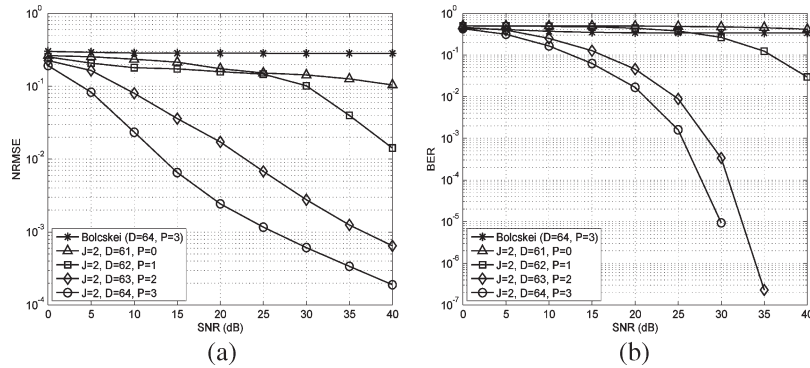 10^0
10^-1
10^-2
10^-3
10^-4
NRMSE
0 5 10 15 20 25 30 35 40
SNR (dB)
Bolcskei (D=64, P=3)
J=2, D=61, P=0
J=2, D=62, P=1
J=2, D=63, P=2
J=2, D=64, P=3
(a)
10^0
10^-1
10^-2
10^-3
10^-4
10^-5
10^-6
10^-7
BER
0 5 10 15 20 25 30 35 40
SNR (dB)
Bolcskei (D=64, P=3)
J=2, D=61, P=0
J=2, D=62, P=1
J=2, D=63, P=2
J=2, D=64, P=3
(b)